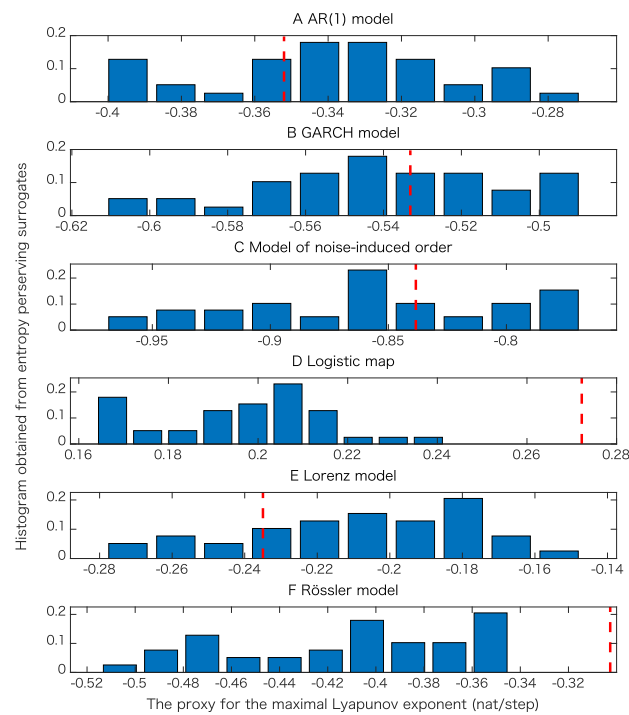 A AR(1) model
0.2
0.1
0
-0.4 -0.38 -0.36 -0.34 -0.32 -0.3 -0.28
B GARCH model
0.2
0.1
0
-0.62 -0.6 -0.58 -0.56 -0.54 -0.52 -0.5
C Model of noise-induced order
0.2
0.1
0
-0.95 -0.9 -0.85 -0.8
D Logistic map
0.2
0.1
0
0.16 0.18 0.2 0.22 0.24 0.26 0.28
E Lorenz model
0.2
0.1
0
-0.28 -0.26 -0.24 -0.22 -0.2 -0.18 -0.16 -0.14
F Rössler model
0.2
0.1
0
-0.52 -0.5 -0.48 -0.46 -0.44 -0.42 -0.4 -0.38 -0.36 -0.34 -0.32
The proxy for the maximal Lyapunov exponent (nat/step)
Histogram obtained from entropy perserving surrogates